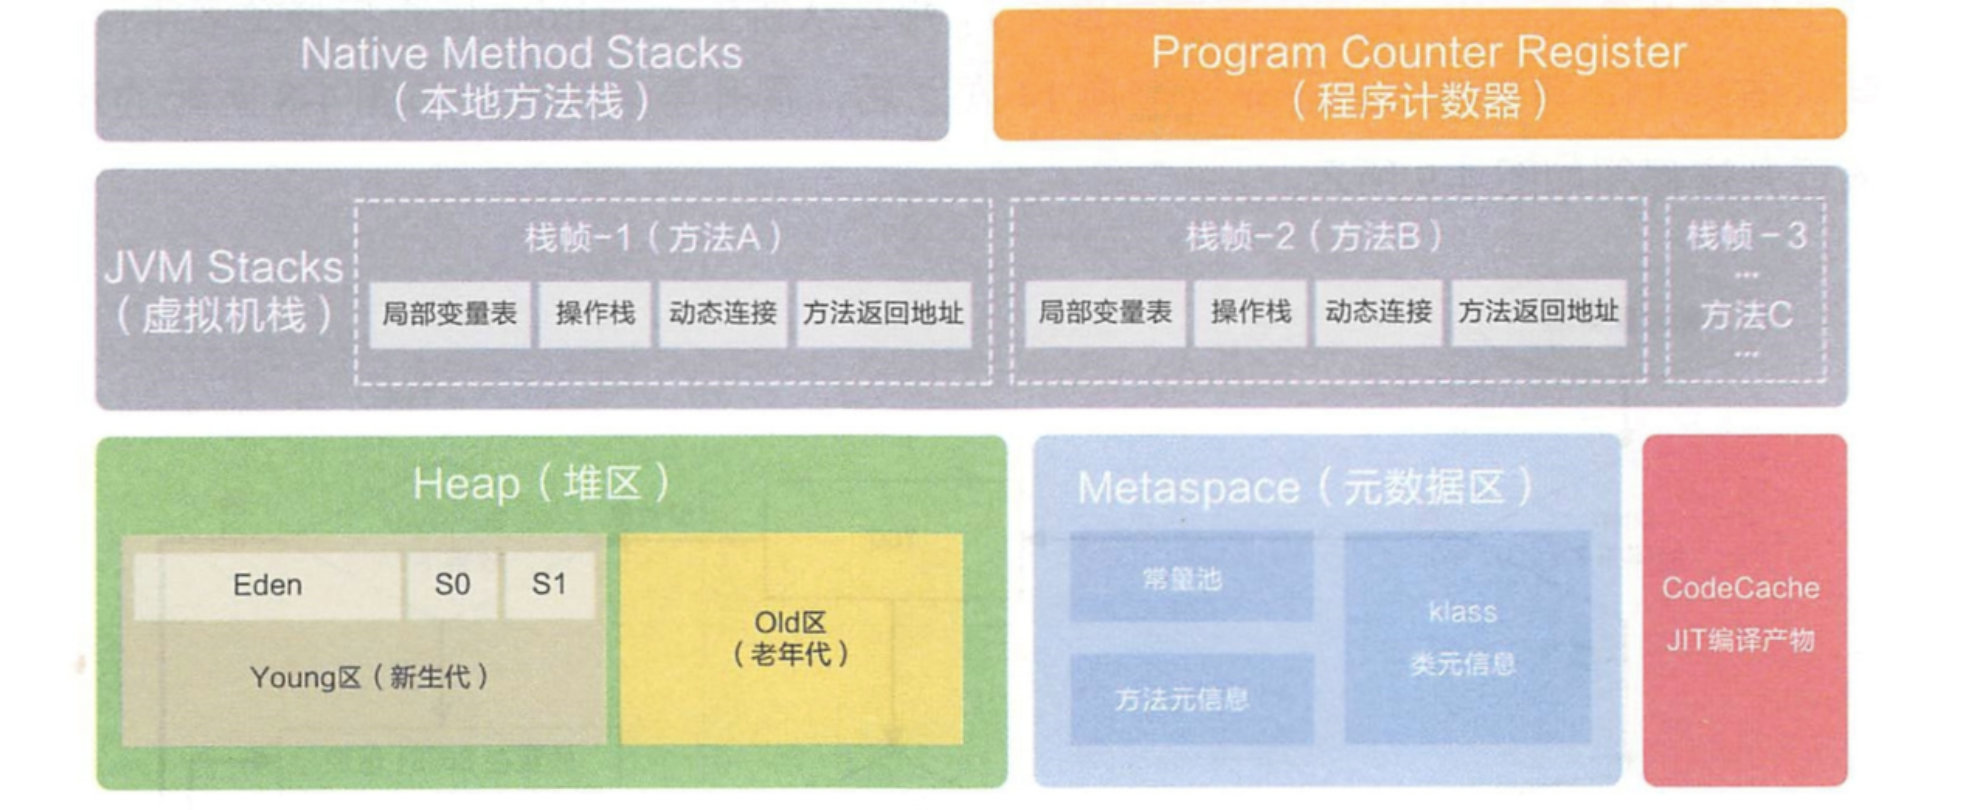 Native Method Stacks
（本地方法栈）
Program Counter Register
（程序计数器）
JVM Stacks
（虚拟机栈）
栈帧-1（方法A）
局部变量表
操作栈
动态连接
方法返回地址
栈帧-2（方法B）
局部变量表
操作栈
动态连接
方法返回地址
栈帧-3
...
方法C
...
Heap（堆区）
Eden
S0
S1
Young区（新生代）
Old区
（老年代）
Metaspace（元数据区）
常量池
方法元信息
klass
类元信息
CodeCache
JIT编译产物